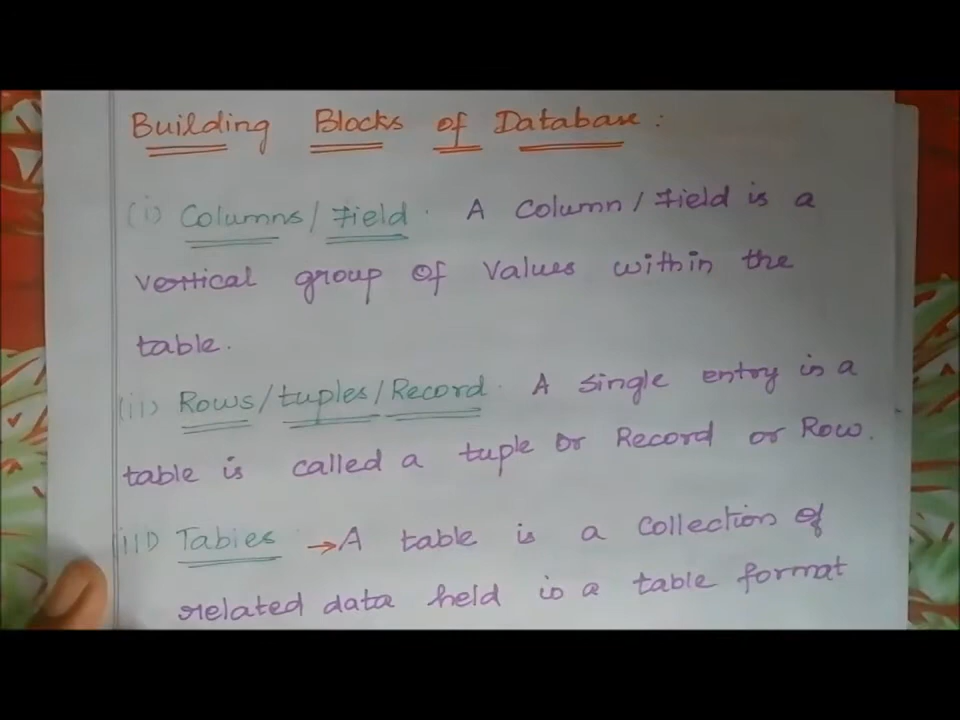 Building Blocks of Database :
(i) Columns / Field . A Column / Field is a
vertical group of values within the
table.
(ii) Rows / tuples / Record . A single entry in a
table is called a tuple or Record or Row.
iii) Tables → A table is a collection of
related data held is a table format